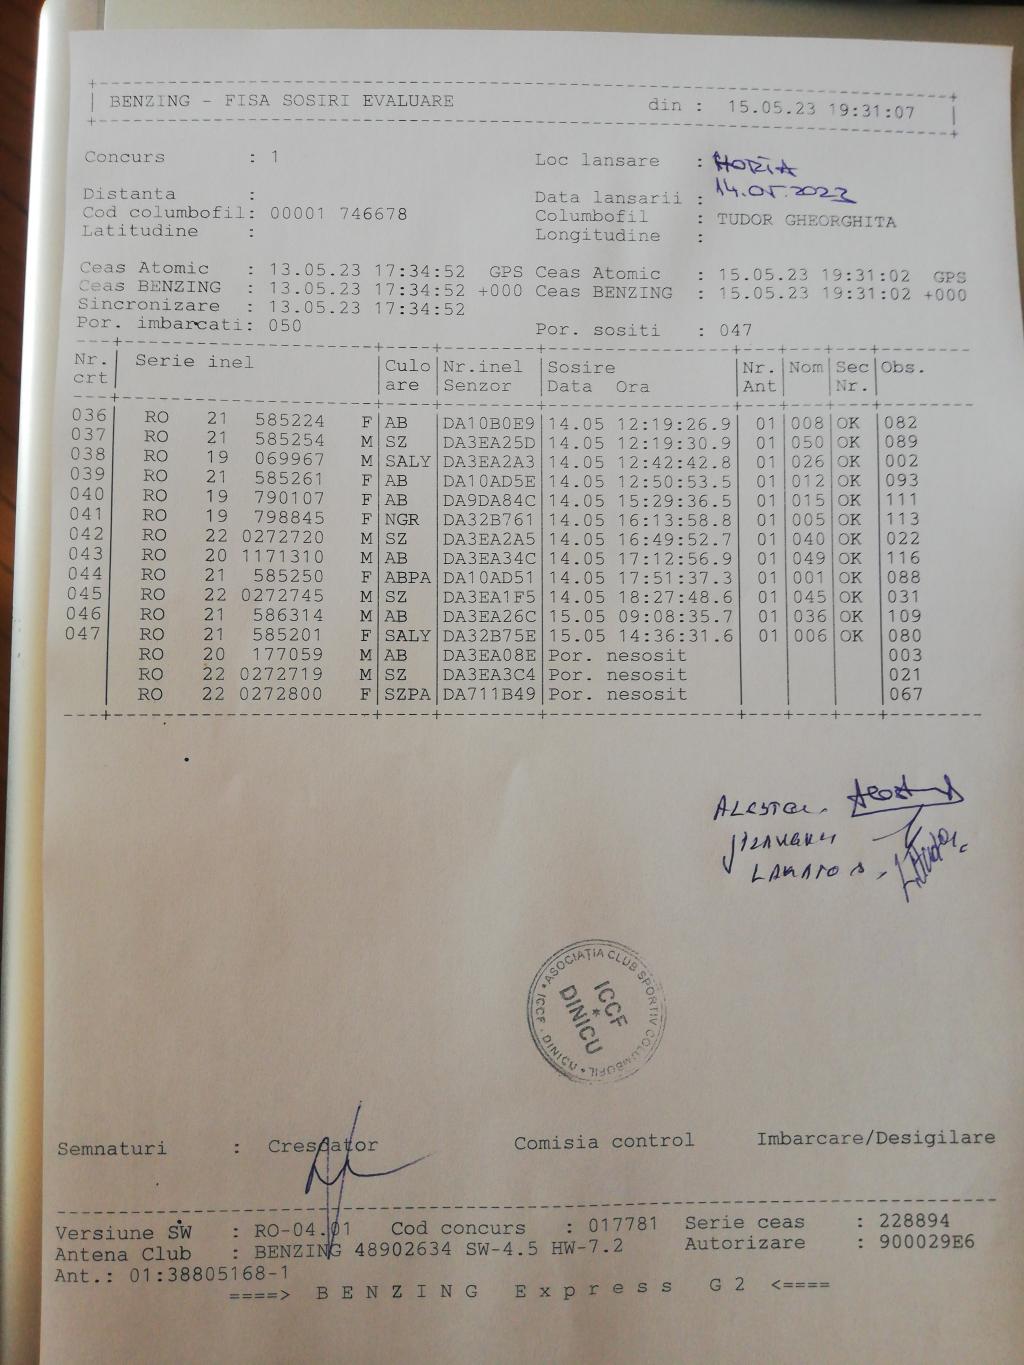 BENZING - FISA SOSIRI EVALUARE din : 15.05.23 19:31:07
Concurs : 1 Loc lansare : HORIA
Distanta : Data lansarii : 14.05.2023
Cod columbofil: 00001 746678 Columbofil : TUDOR GHEORGHITA
Latitudine : Longitudine :
Ceas Atomic : 13.05.23 17:34:52 GPS Ceas Atomic : 15.05.23 19:31:02 GPS
Ceas BENZING : 13.05.23 17:34:52 +000 Ceas BENZING : 15.05.23 19:31:02 +000
Sincronizare : 13.05.23 17:34:52
Por. imbarcati: 050 Por. sositi : 047
Nr. Serie inel Culo Nr.inel Sosire Nr. Nom Sec Obs.
crt are Senzor Data Ora Ant Nr.
036 RO 21 585224 F AB DA10B0E9 14.05 12:19:26.9 01 008 OK 082
037 RO 21 585254 M SZ DA3EA25D 14.05 12:19:30.9 01 050 OK 089
038 RO 19 069967 M SALY DA3EA2A3 14.05 12:42:42.8 01 026 OK 002
039 RO 21 585261 F AB DA10AD5E 14.05 12:50:53.5 01 012 OK 093
040 RO 19 790107 F AB DA9DA84C 14.05 15:29:36.5 01 015 OK 111
041 RO 19 798845 F NGR DA32B761 14.05 16:13:58.8 01 005 OK 113
042 RO 22 0272720 M SZ DA3EA2A5 14.05 16:49:52.7 01 040 OK 022
043 RO 20 1171310 M AB DA3EA34C 14.05 17:12:56.9 01 049 OK 116
044 RO 21 585250 F ABPA DA10AD51 14.05 17:51:37.3 01 001 OK 088
045 RO 22 0272745 M SZ DA3EA1F5 14.05 18:27:48.6 01 045 OK 031
046 RO 21 586314 M AB DA3EA26C 15.05 09:08:35.7 01 036 OK 109
047 RO 21 585201 F SALY DA32B75E 15.05 14:36:31.6 01 006 OK 080
RO 20 177059 M AB DA3EA08E Por. nesosit 003
RO 22 0272719 M SZ DA3EA3C4 Por. nesosit 021
RO 22 0272800 F SZPA DA711B49 Por. nesosit 067
ASOCIAȚIA CLUB SPORTIV COLUMBOFIL
ICCF - DINICU
ICCF
*
DINICU
Semnaturi : Crescator Comisia control Imbarcare/Desigilare
Versiune SW : RO-04.01 Cod concurs : 017781 Serie ceas : 228894
Antena Club : BENZING 48902634 SW-4.5 HW-7.2 Autorizare : 900029E6
Ant.: 01:38805168-1
====> BENZING Express G2 <====